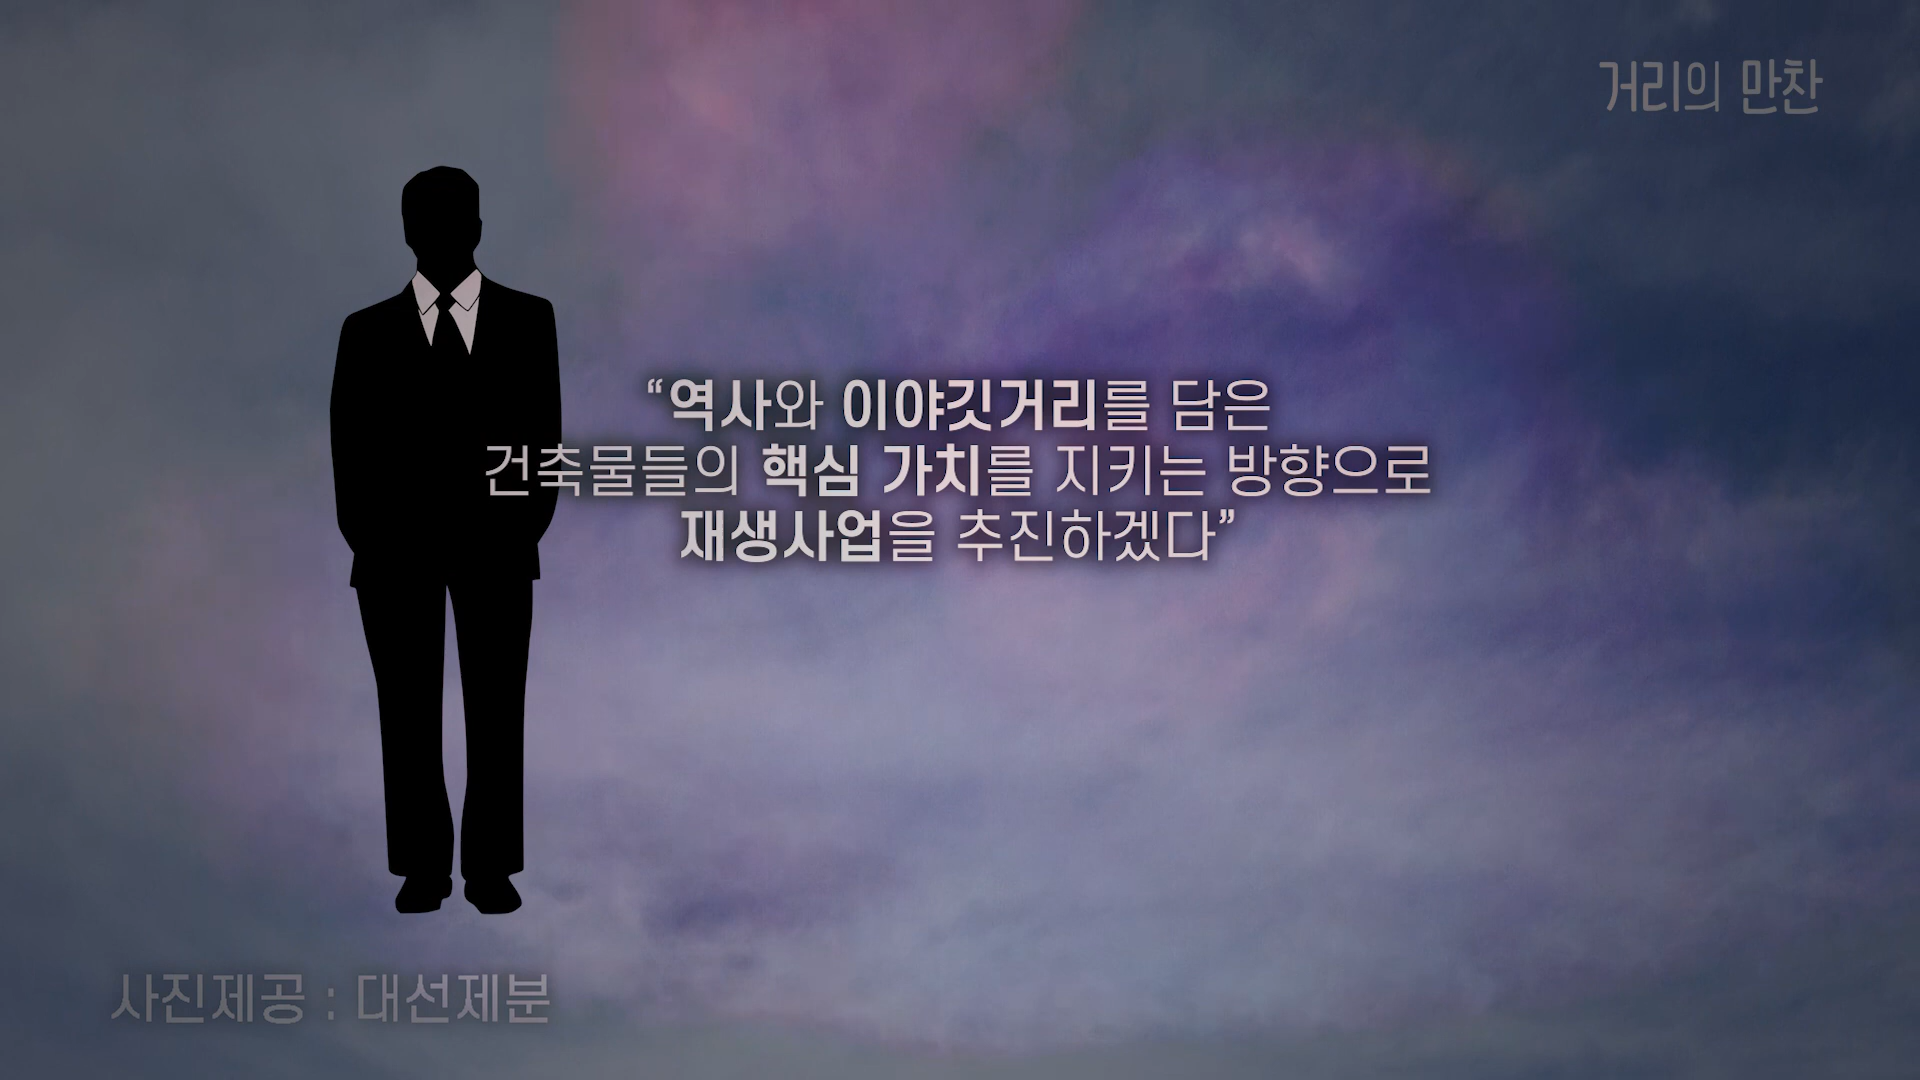 거리의 만찬
“역사와 이야깃거리를 담은
건축물들의 핵심 가치를 지키는 방향으로
재생사업을 추진하겠다”
사진제공 : 대선제분